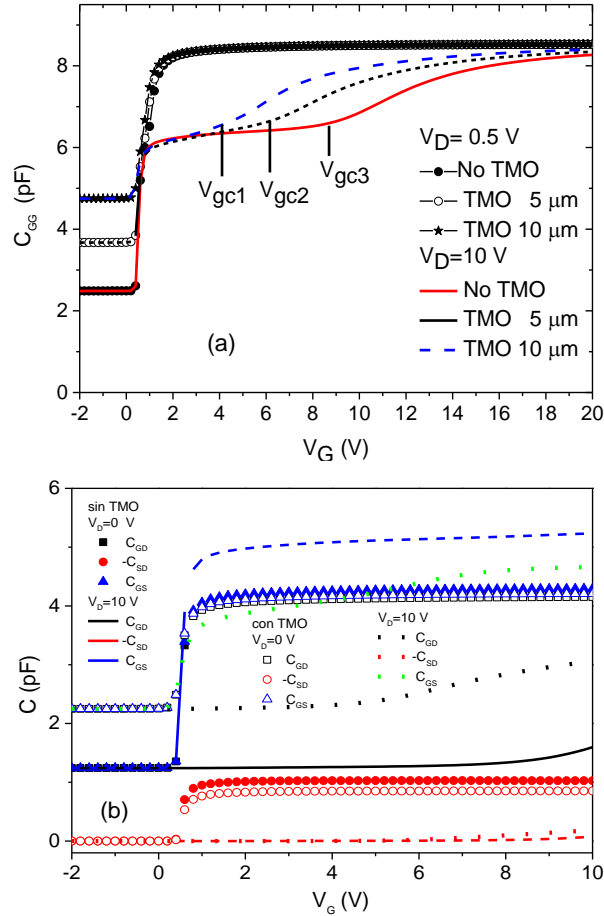 (a)
8
6
4
2
0
C_GG (pF)
V_gc1
V_gc2
V_gc3
V_D= 0.5 V
No TMO
TMO 5 μm
TMO 10 μm
V_D=10 V
No TMO
TMO 5 μm
TMO 10 μm
-2 0 2 4 6 8 10 12 14 16 18 20
V_G (V)
6
4
2
0
C (pF)
sin TMO
V_D=0 V
C_GD
-C_SD
C_GS
V_D=10 V
C_GD
-C_SD
C_GS
con TMO
V_D=0V
C_GD
-C_SD
C_GS
V_D=10V
C_GD
-C_SD
C_GS
(b)
-2 0 2 4 6 8 10
V_G (V)